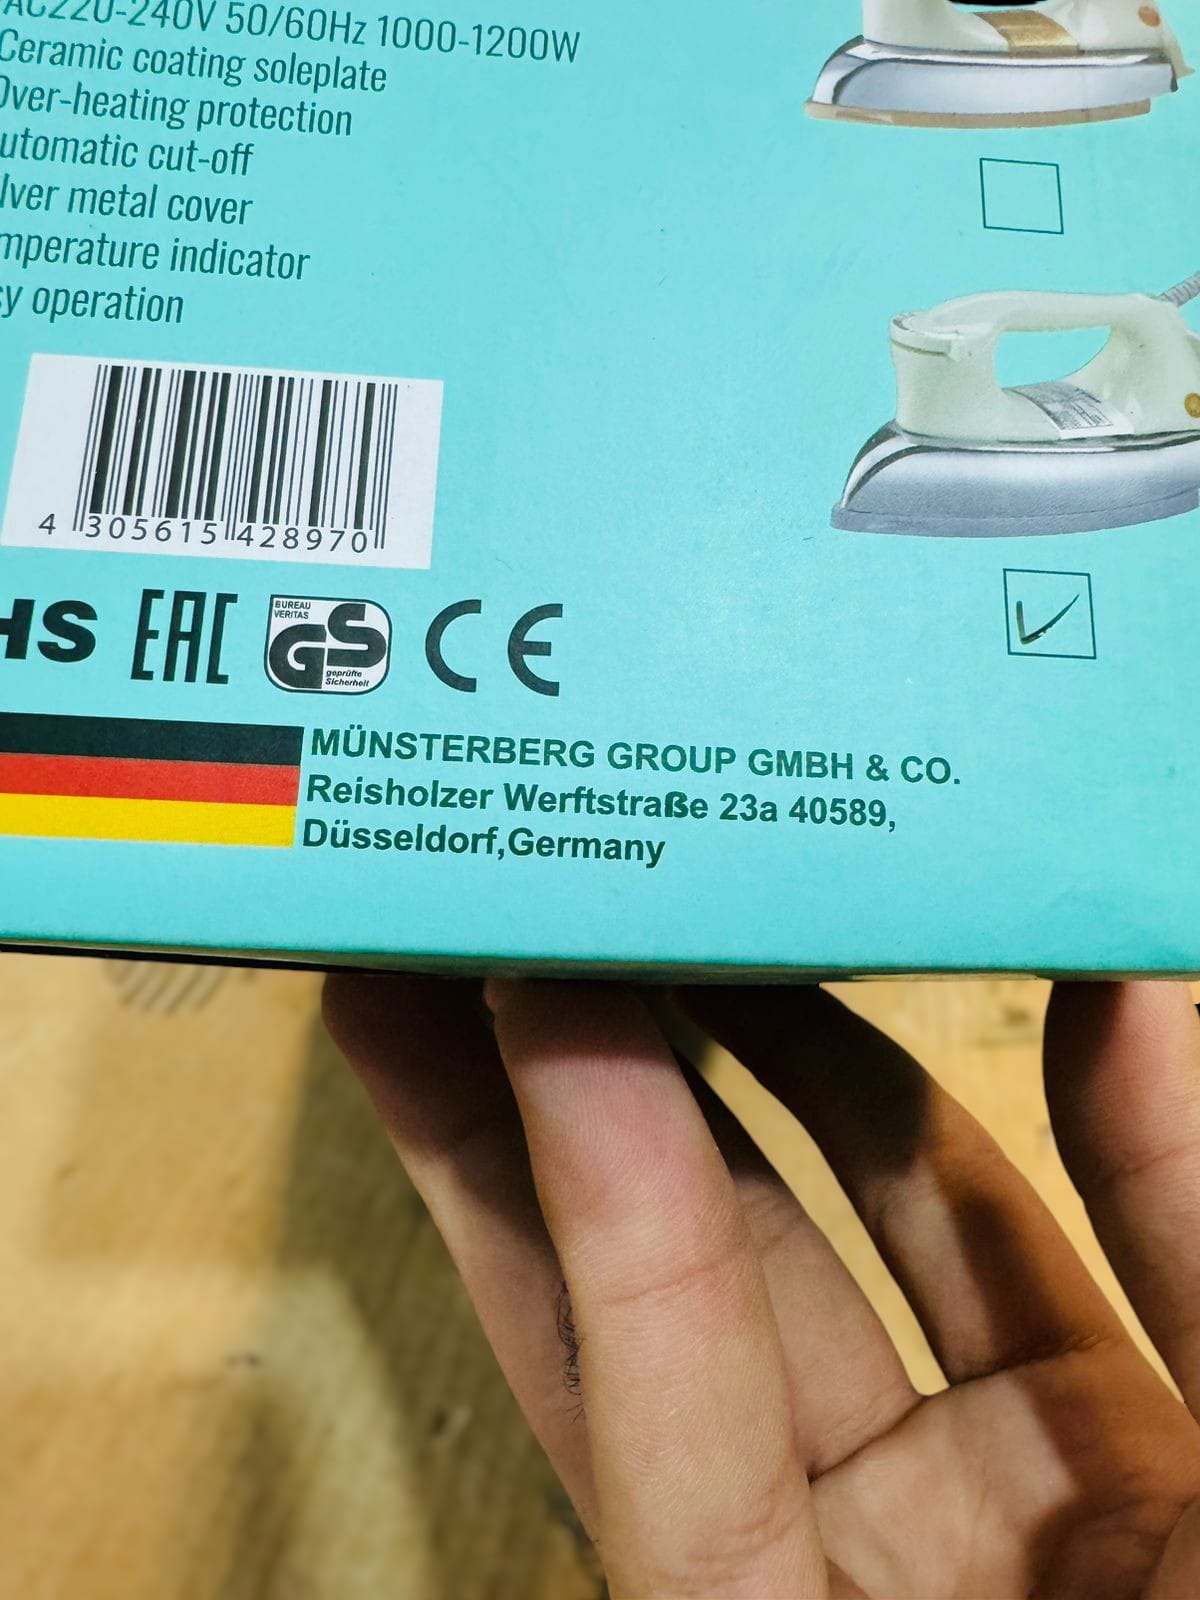 AC220-240V 50/60Hz 1000-1200W
Ceramic coating soleplate
Over-heating protection
utomatic cut-off
lver metal cover
mperature indicator
y operation
4 305615 428970
HS EAC BUREAU VERITAS GS geprüfte Sicherheit CE
MÜNSTERBERG GROUP GMBH & CO.
Reisholzer Werftstraße 23a 40589,
Düsseldorf,Germany